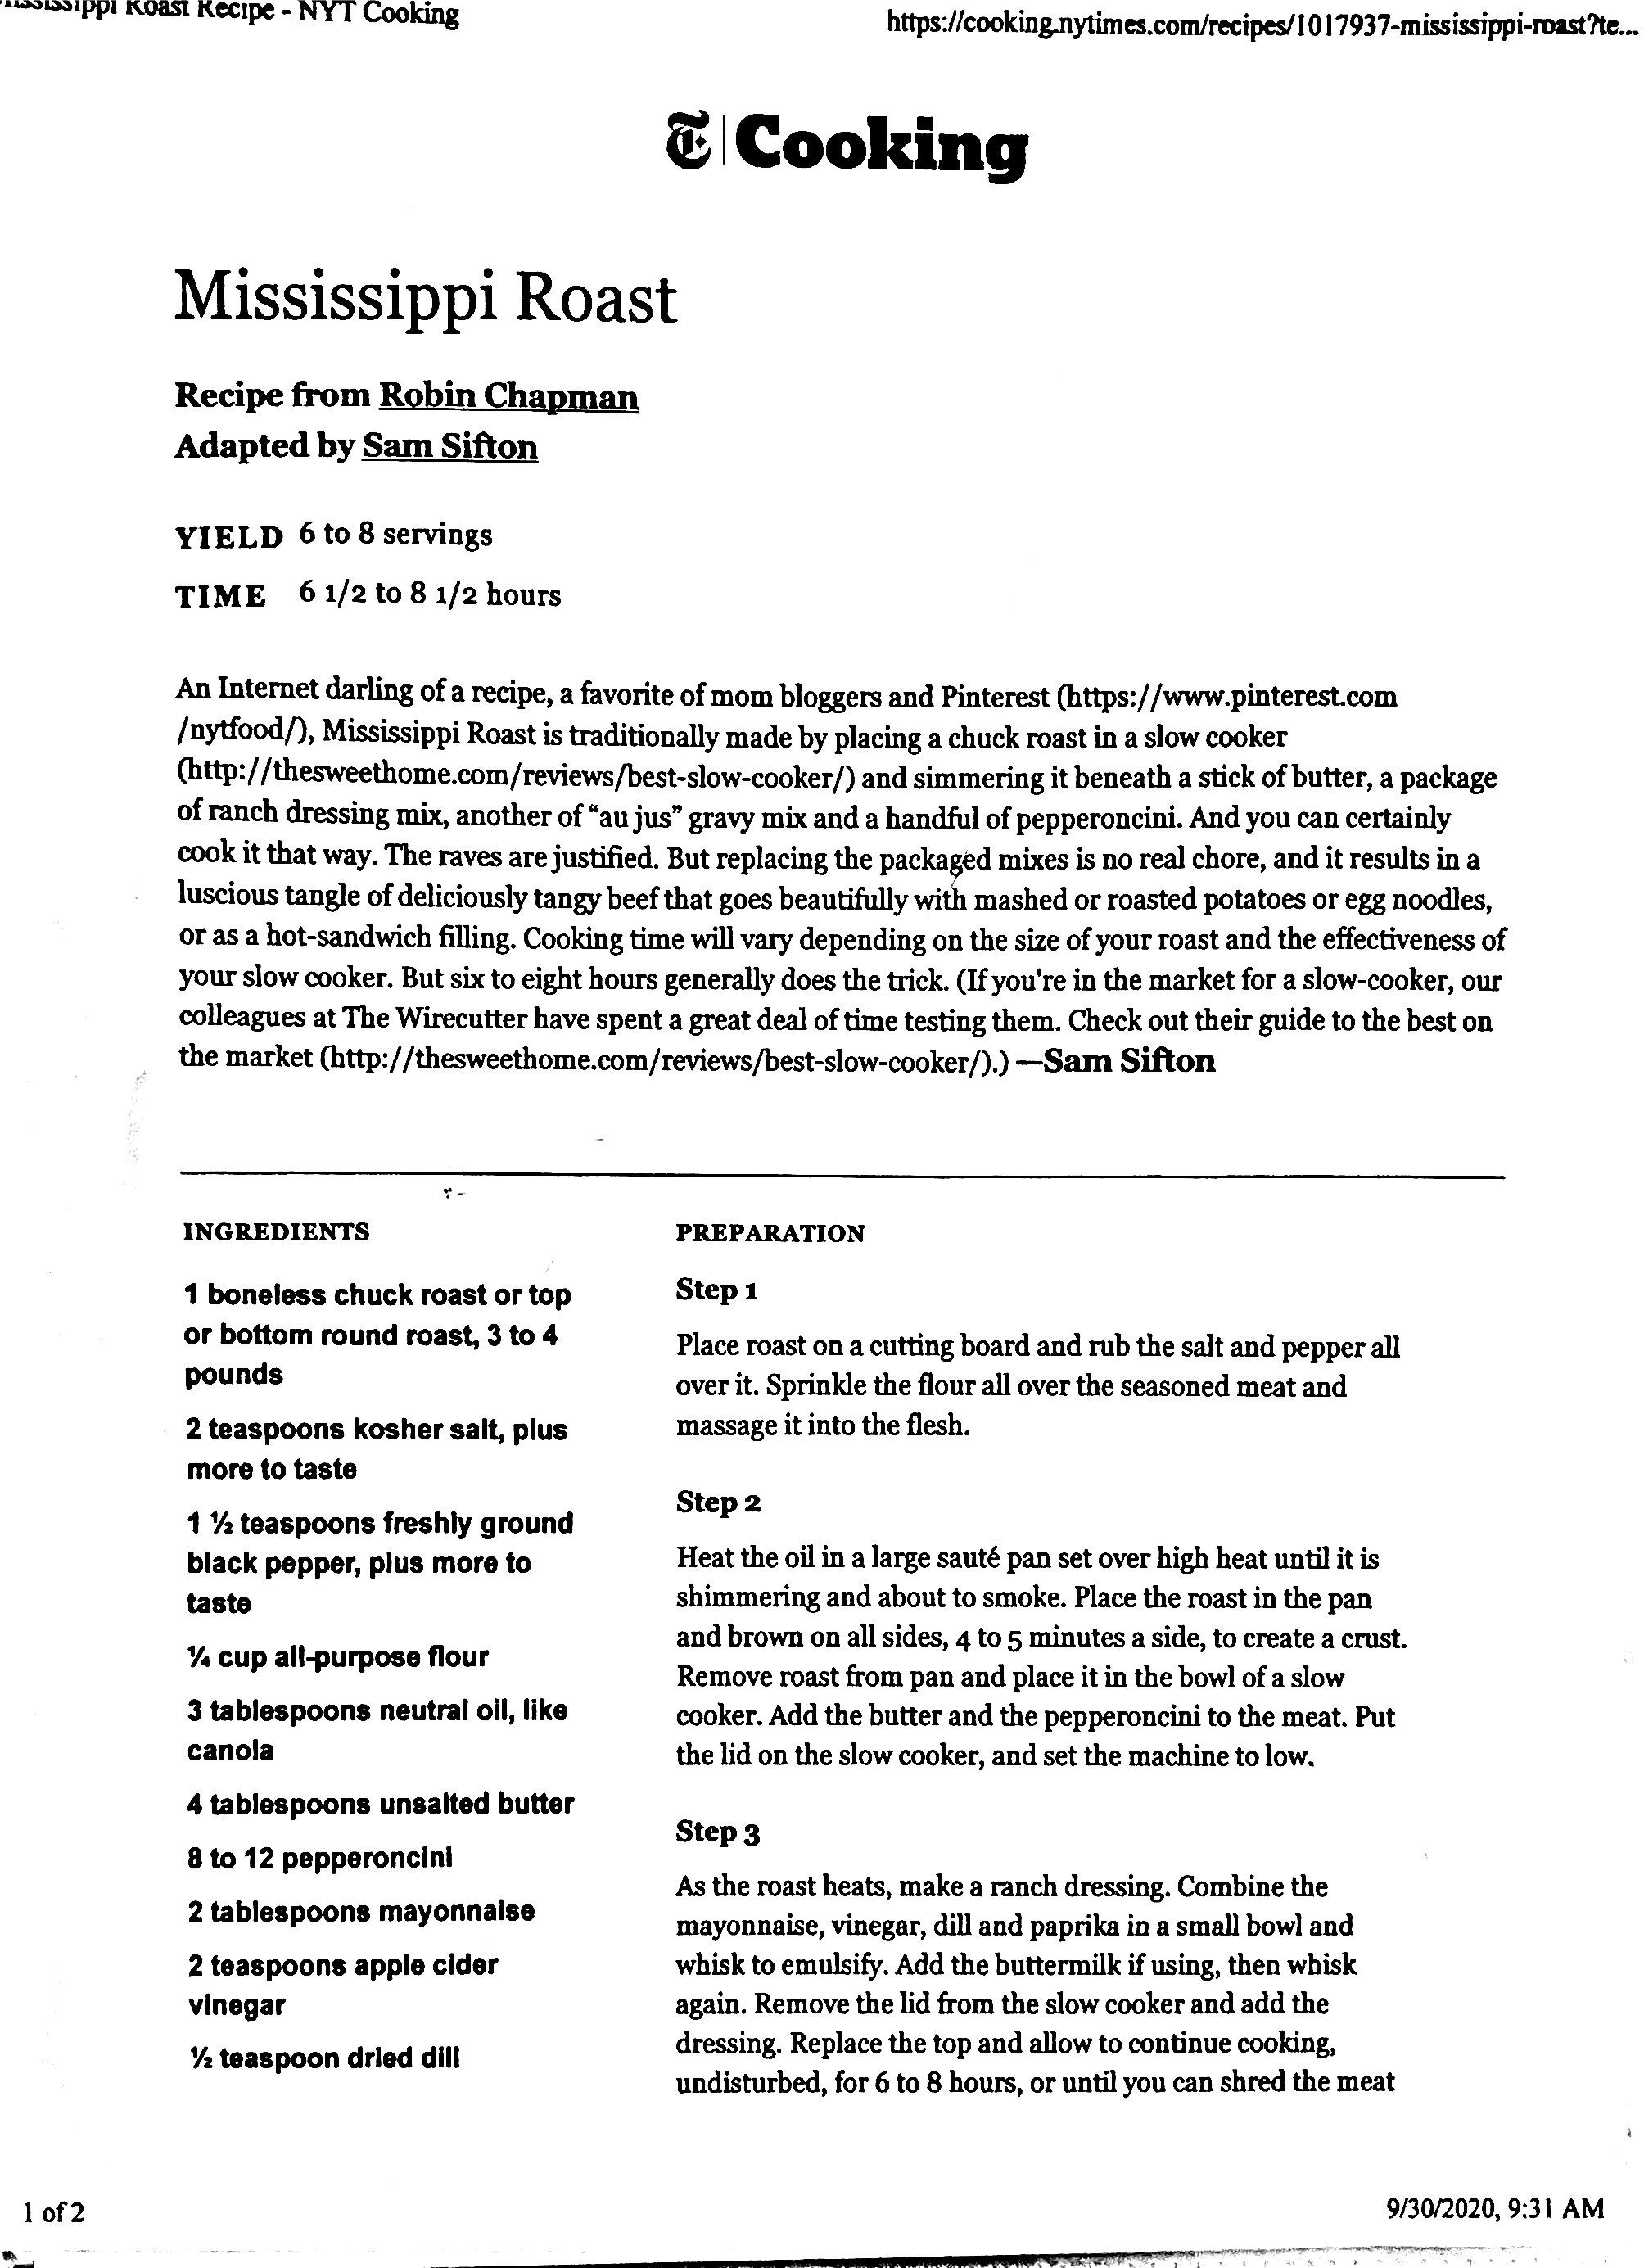 Roast Recipe - NYT Cooking
https://cooking.nytimes.com/recipes/1017937-mississippi-roast?te...
T Cooking
Mississippi Roast
Recipe from Robin Chapman
Adapted by Sam Sifton
YIELD 6 to 8 servings
TIME 6 1/2 to 8 1/2 hours
An Internet darling of a recipe, a favorite of mom bloggers and Pinterest (https://www.pinterest.com
/nytfood/), Mississippi Roast is traditionally made by placing a chuck roast in a slow cooker
(http://thesweethome.com/reviews/best-slow-cooker/) and simmering it beneath a stick of butter, a package
of ranch dressing mix, another of “au jus” gravy mix and a handful of pepperoncini. And you can certainly
cook it that way. The raves are justified. But replacing the packaged mixes is no real chore, and it results in a
luscious tangle of deliciously tangy beef that goes beautifully with mashed or roasted potatoes or egg noodles,
or as a hot-sandwich filling. Cooking time will vary depending on the size of your roast and the effectiveness of
your slow cooker. But six to eight hours generally does the trick. (If you're in the market for a slow-cooker, our
colleagues at The Wirecutter have spent a great deal of time testing them. Check out their guide to the best on
the market (http://thesweethome.com/reviews/best-slow-cooker/).) —Sam Sifton
INGREDIENTS
1 boneless chuck roast or top
or bottom round roast, 3 to 4
pounds
2 teaspoons kosher salt, plus
more to taste
1 ½ teaspoons freshly ground
black pepper, plus more to
taste
¼ cup all-purpose flour
3 tablespoons neutral oil, like
canola
4 tablespoons unsalted butter
8 to 12 pepperoncini
2 tablespoons mayonnaise
2 teaspoons apple cider
vinegar
½ teaspoon dried dill
PREPARATION
Step 1
Place roast on a cutting board and rub the salt and pepper all
over it. Sprinkle the flour all over the seasoned meat and
massage it into the flesh.
Step 2
Heat the oil in a large sauté pan set over high heat until it is
shimmering and about to smoke. Place the roast in the pan
and brown on all sides, 4 to 5 minutes a side, to create a crust.
Remove roast from pan and place it in the bowl of a slow
cooker. Add the butter and the pepperoncini to the meat. Put
the lid on the slow cooker, and set the machine to low.
Step 3
As the roast heats, make a ranch dressing. Combine the
mayonnaise, vinegar, dill and paprika in a small bowl and
whisk to emulsify. Add the buttermilk if using, then whisk
again. Remove the lid from the slow cooker and add the
dressing. Replace the top and allow to continue cooking,
undisturbed, for 6 to 8 hours, or until you can shred the meat
1 of 2
9/30/2020, 9:31 AM